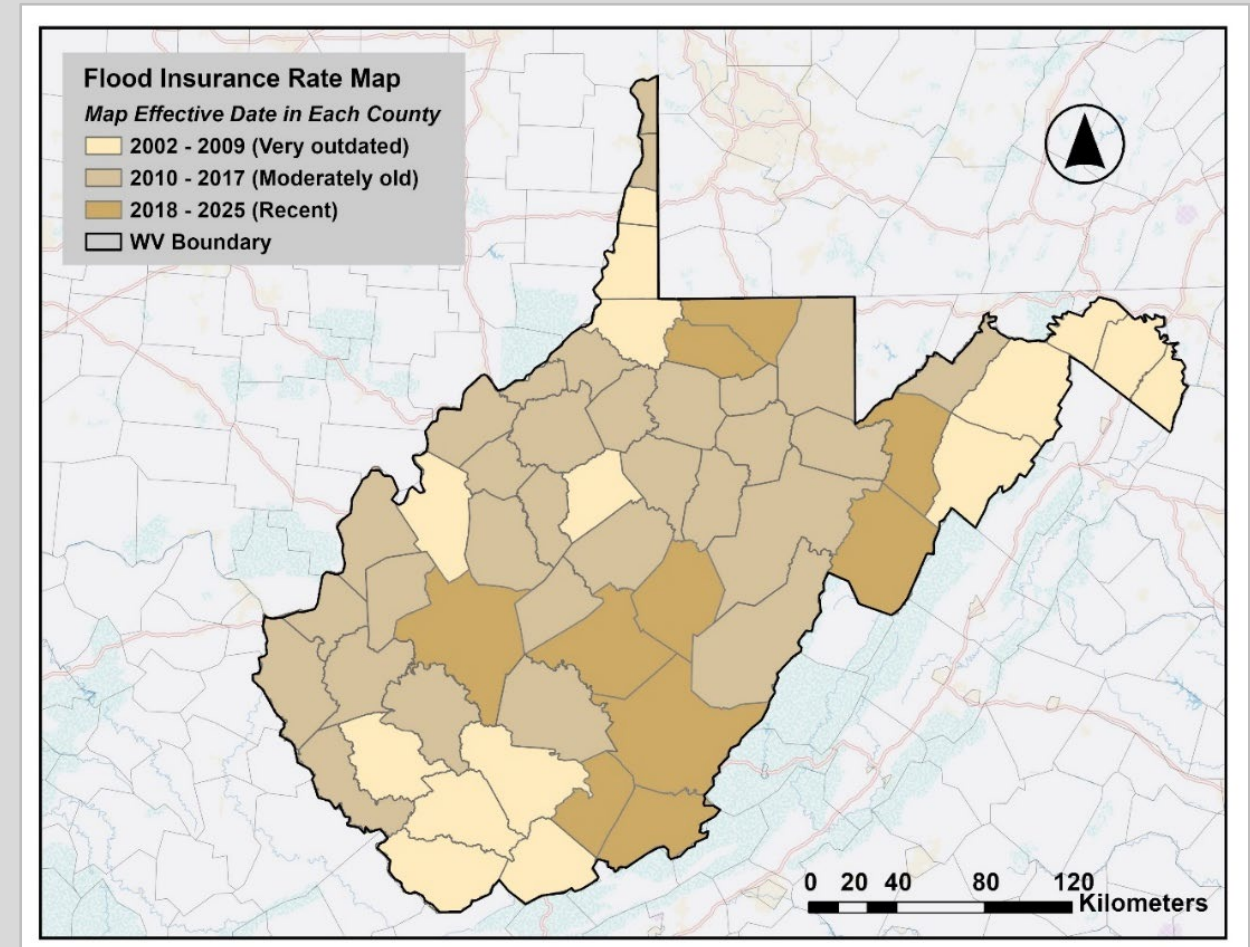 Flood Insurance Rate Map
Map Effective Date in Each County
2002 - 2009 (Very outdated)
2010 - 2017 (Moderately old)
2018 - 2025 (Recent)
WV Boundary
0 20 40 80 120
Kilometers